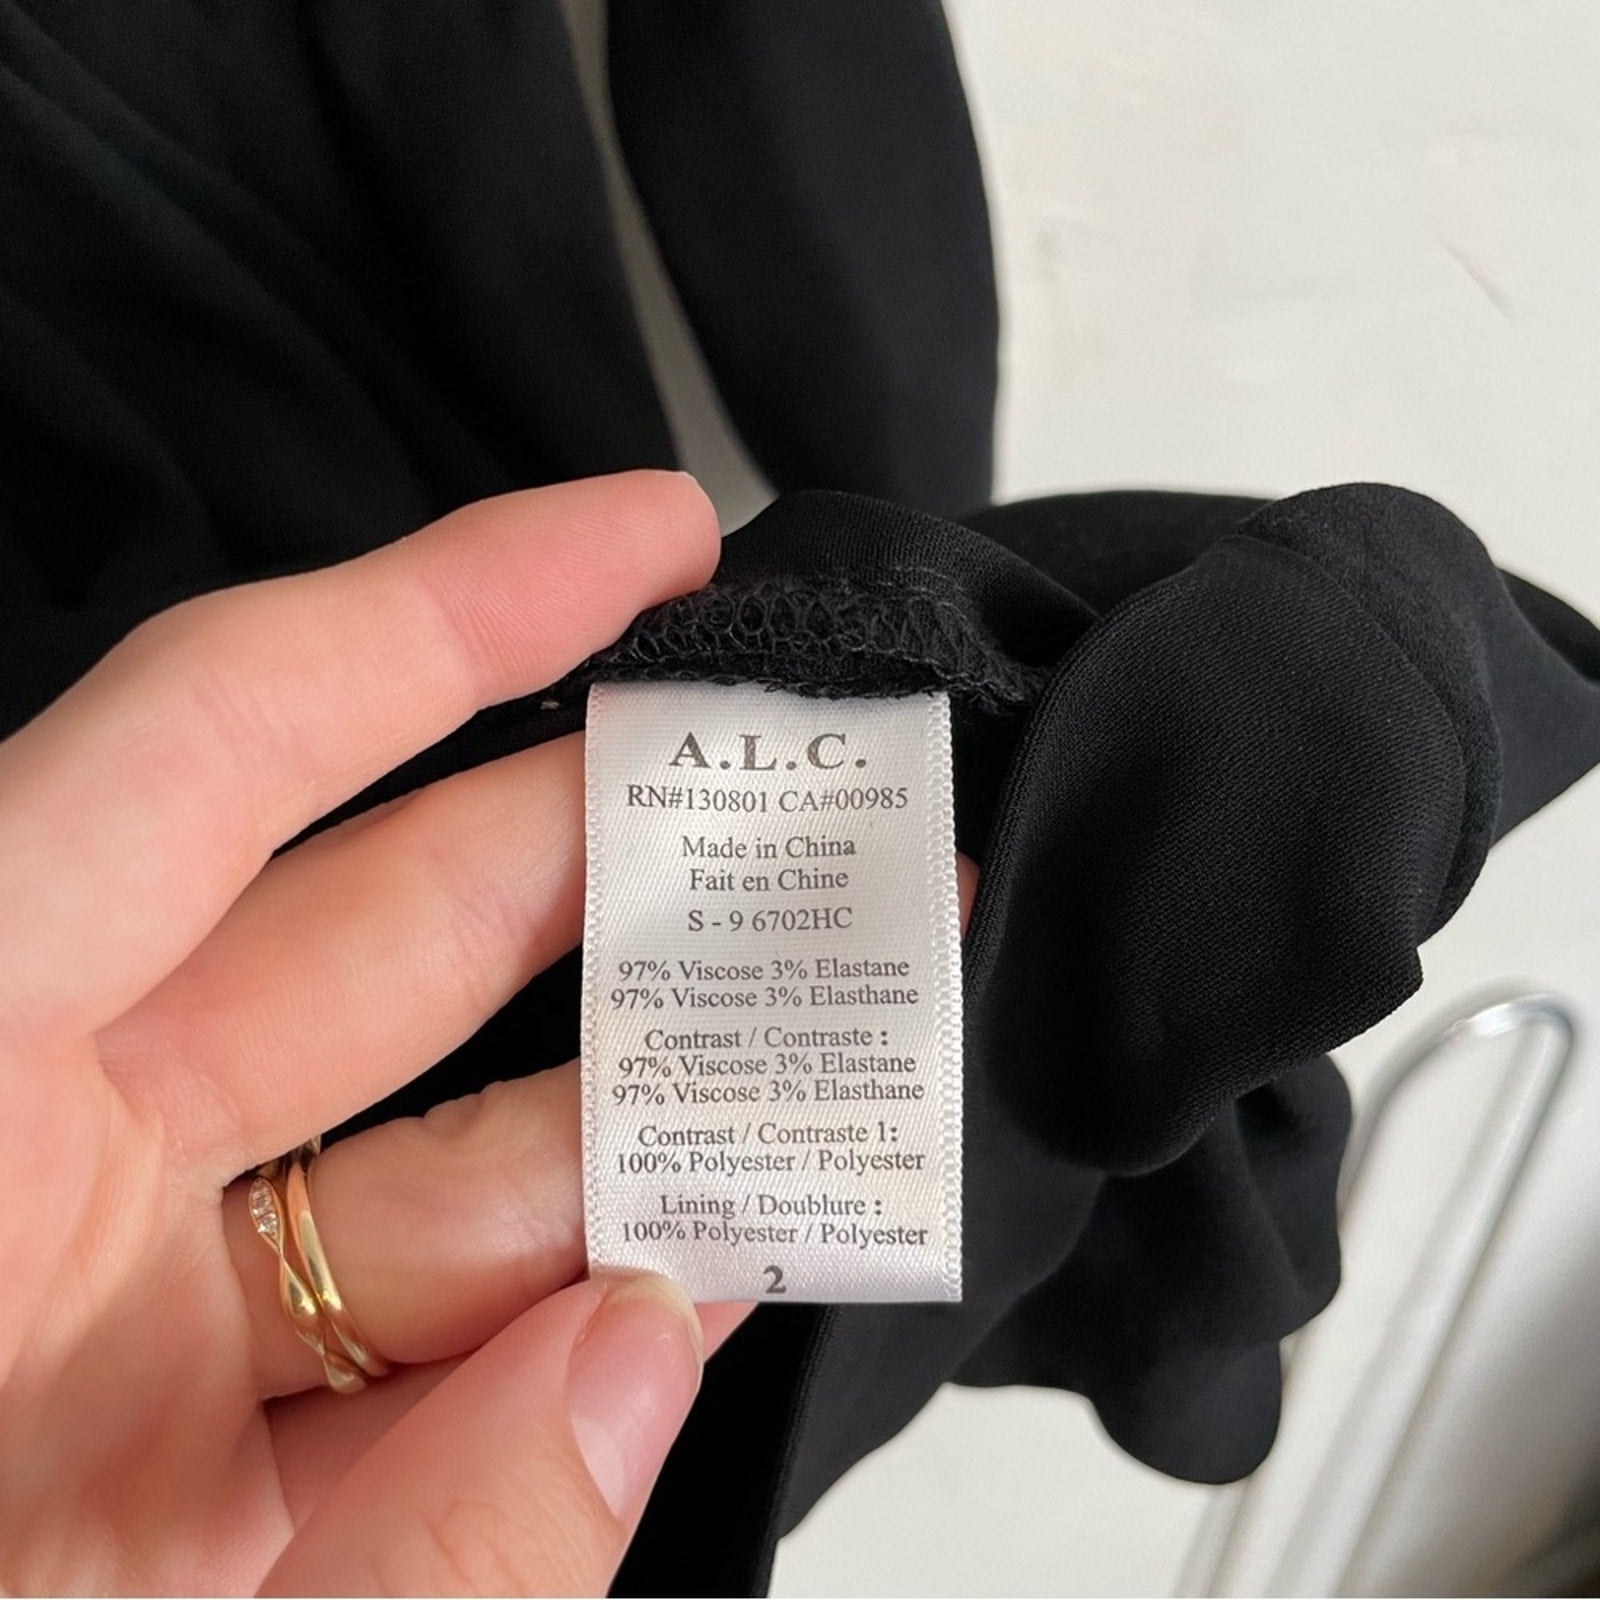 A.L.C.
RN#130801 CA#00985
Made in China
Fait en Chine
S - 9 6702HC
97% Viscose 3% Elastane
97% Viscose 3% Elasthane
Contrast / Contraste :
97% Viscose 3% Elastane
97% Viscose 3% Elasthane
Contrast / Contraste 1:
100% Polyester / Polyester
Lining / Doublure :
100% Polyester / Polyester
2